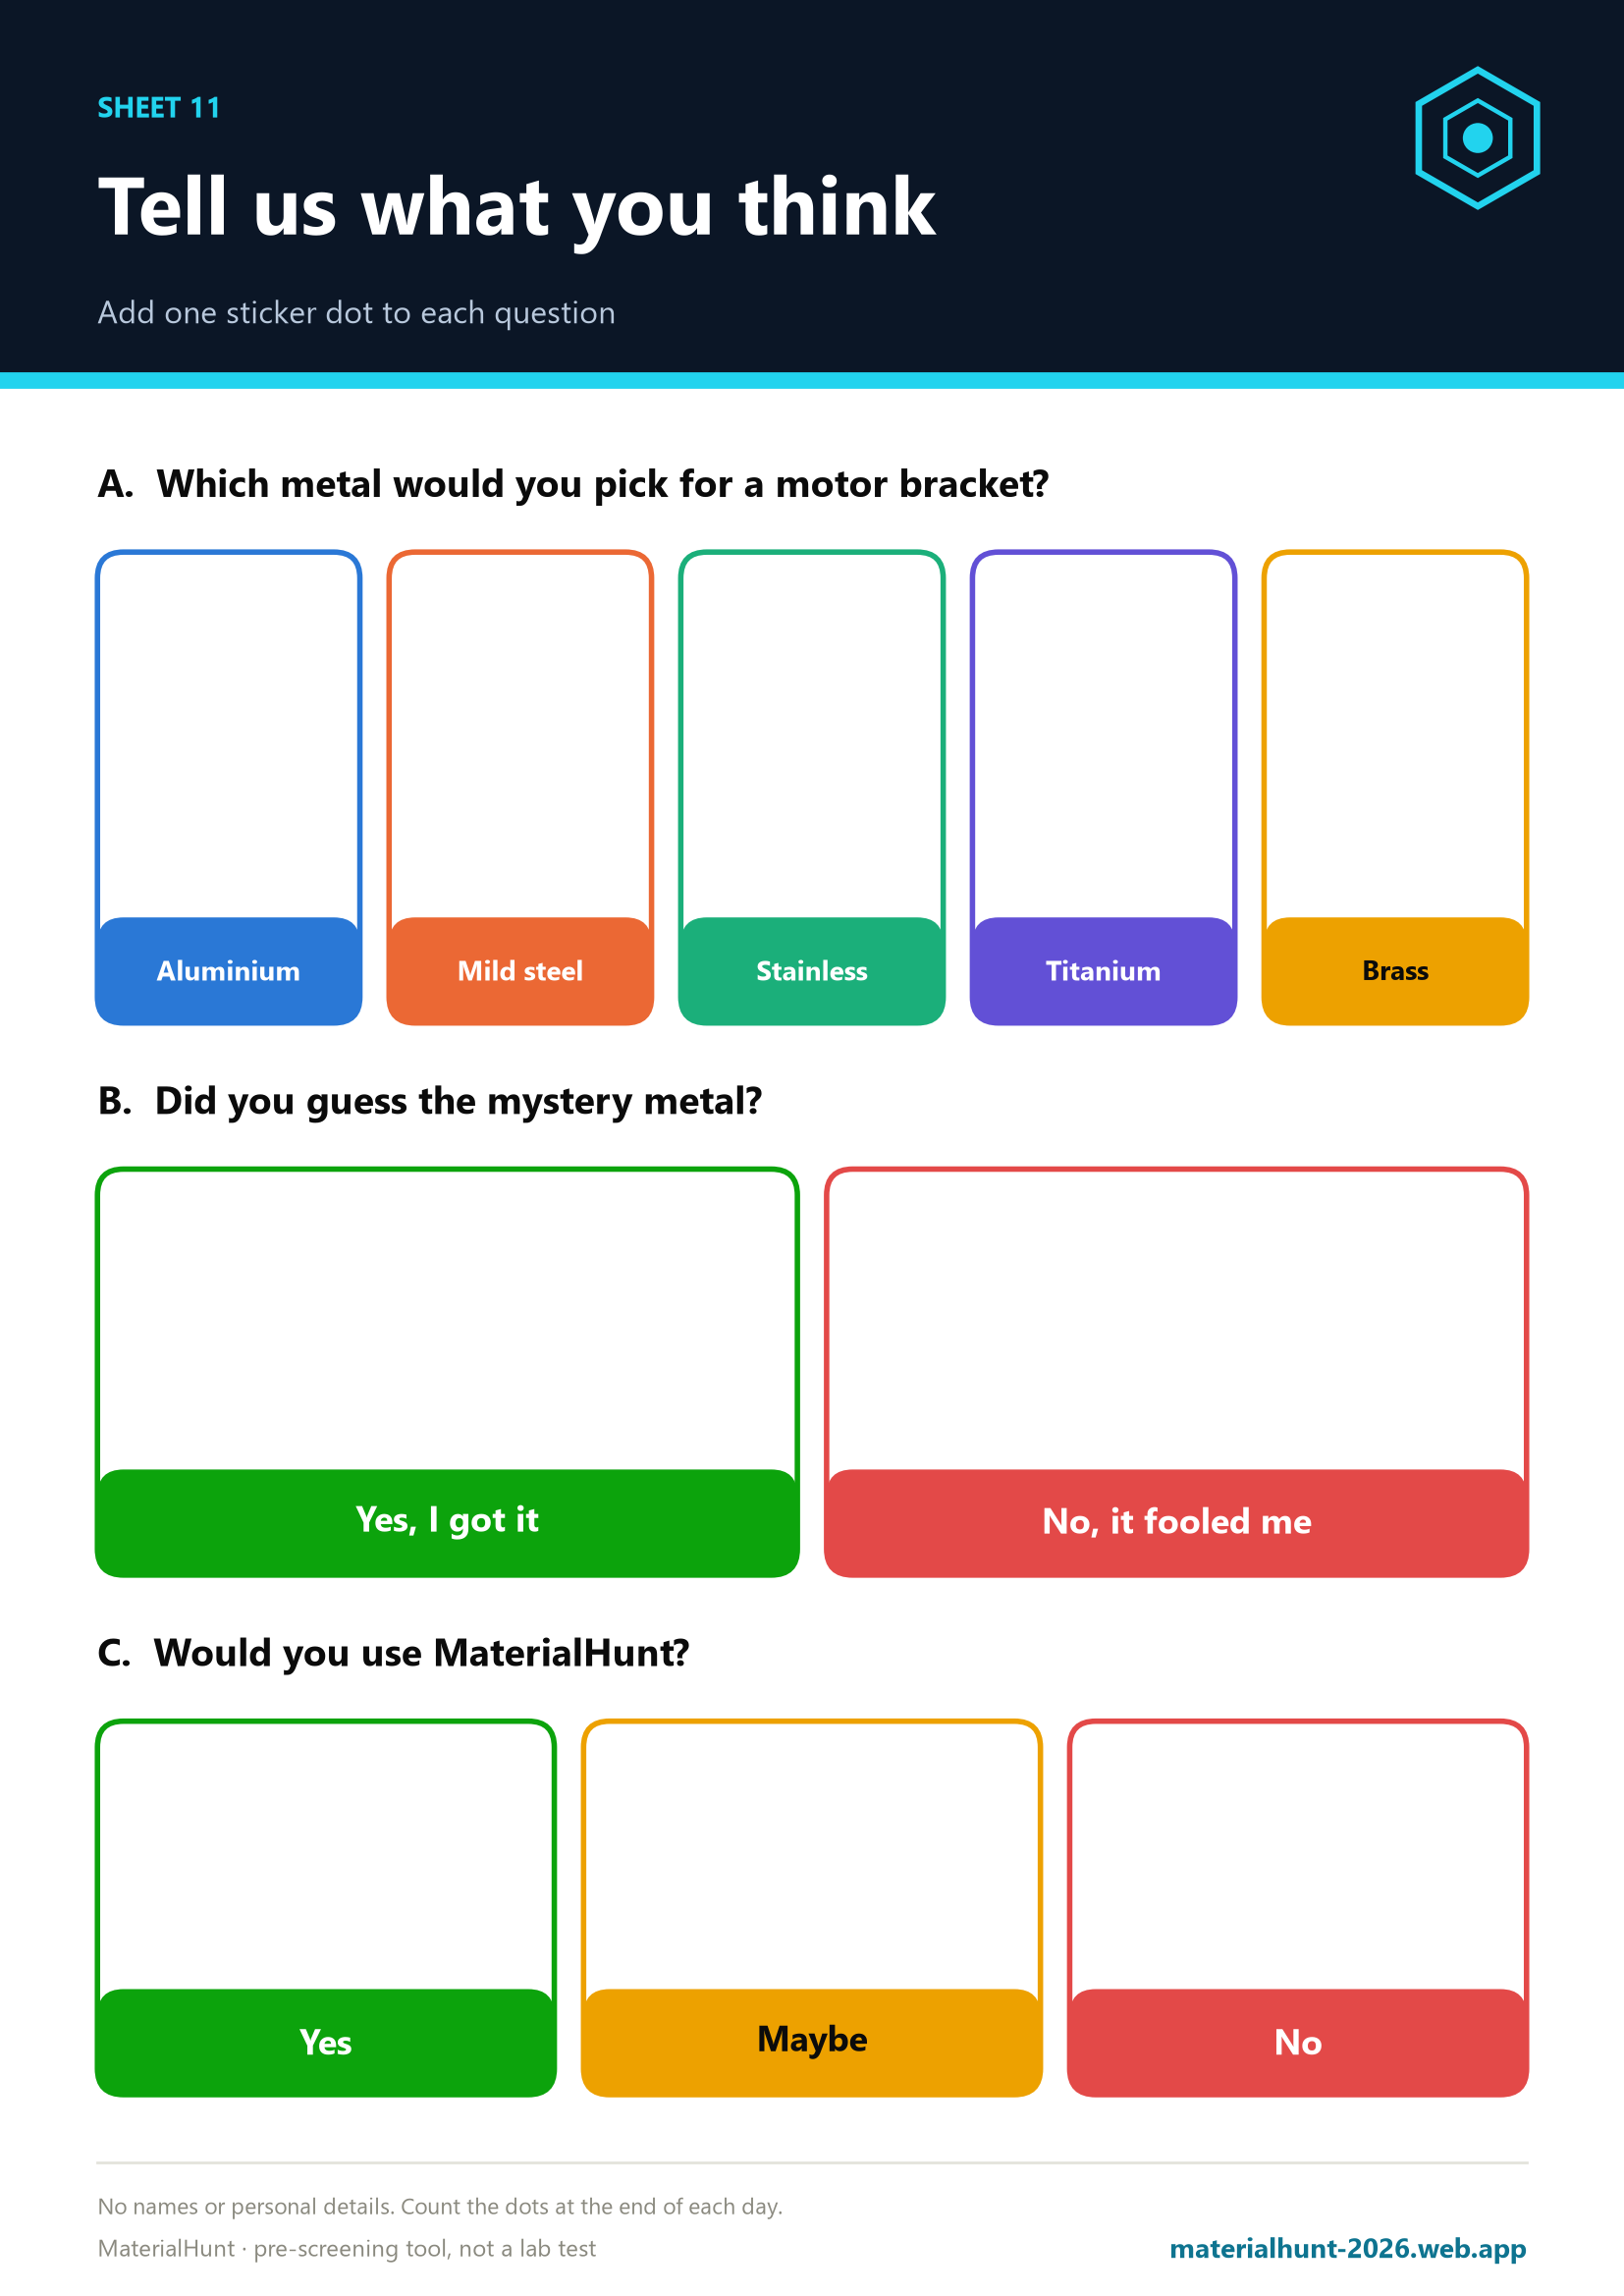 SHEET 11
Tell us what you think
Add one sticker dot to each question
A. Which metal would you pick for a motor bracket?
Aluminium
Mild steel
Stainless
Titanium
Brass
B. Did you guess the mystery metal?
Yes, I got it
No, it fooled me
C. Would you use MaterialHunt?
Yes
Maybe
No
No names or personal details. Count the dots at the end of each day.
MaterialHunt · pre-screening tool, not a lab test
materialhunt-2026.web.app